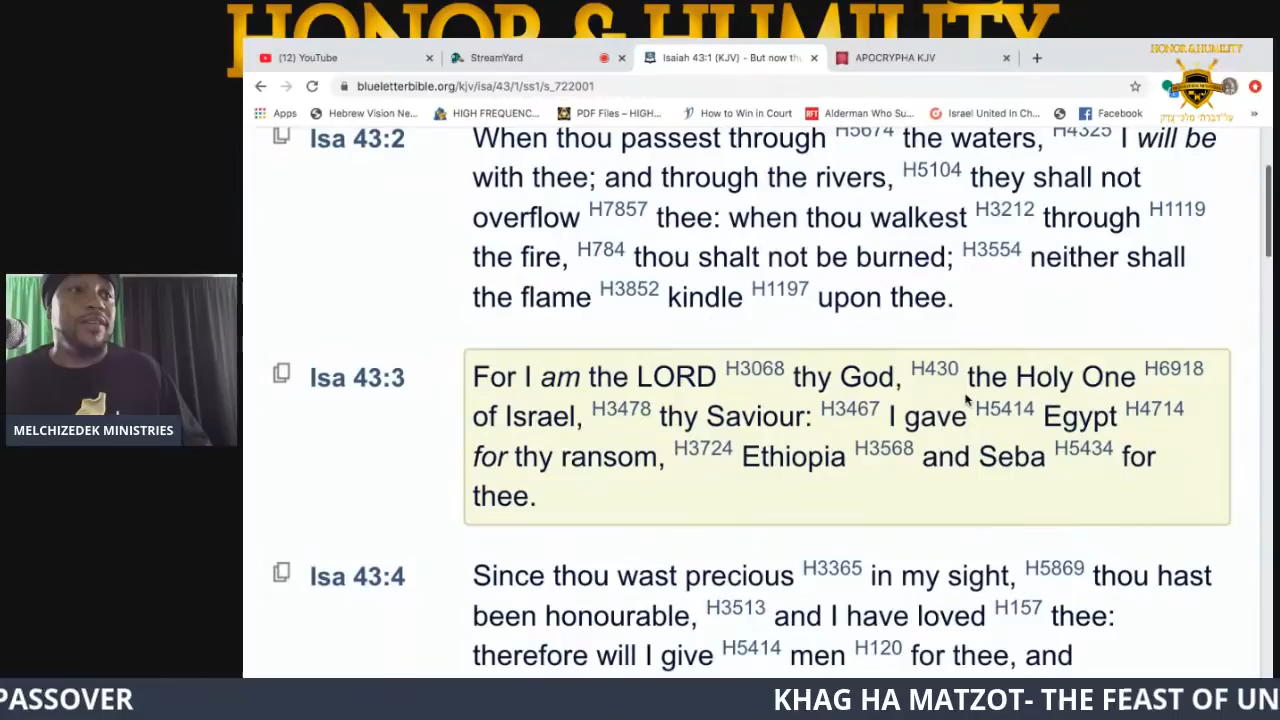 HONOR & HUMILITY
(12) YouTube
StreamYard
Isaiah 43:1 (KJV) - But now th
APOCRYPHA KJV
HONOR & HUMILITY
blueletterbible.org/kjv/isa/43/1/ss1/s_722001
Apps
Hebrew Vision Ne...
HIGH FREQUENC...
PDF Files – HIGH...
How to Win in Court
Alderman Who Su...
Israel United In Ch...
Facebook
»
Isa 43:2
When thou passest through H5674 the waters, H4325 I will be
with thee; and through the rivers, H5104 they shall not
overflow H7857 thee: when thou walkest H3212 through H1119
the fire, H784 thou shalt not be burned; H3554 neither shall
the flame H3852 kindle H1197 upon thee.
Isa 43:3
For I am the LORD H3068 thy God, H430 the Holy One H6918
of Israel, H3478 thy Saviour: H3467 I gave H5414 Egypt H4714
for thy ransom, H3724 Ethiopia H3568 and Seba H5434 for
thee.
Isa 43:4
Since thou wast precious H3365 in my sight, H5869 thou hast
been honourable, H3513 and I have loved H157 thee:
therefore will I give H5414 men H120 for thee, and
MELCHIZEDEK MINISTRIES
PASSOVER
KHAG HA MATZOT- THE FEAST OF UN